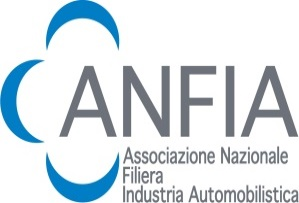 ANFIA
Associazione Nazionale
Filiera
Industria Automobilistica